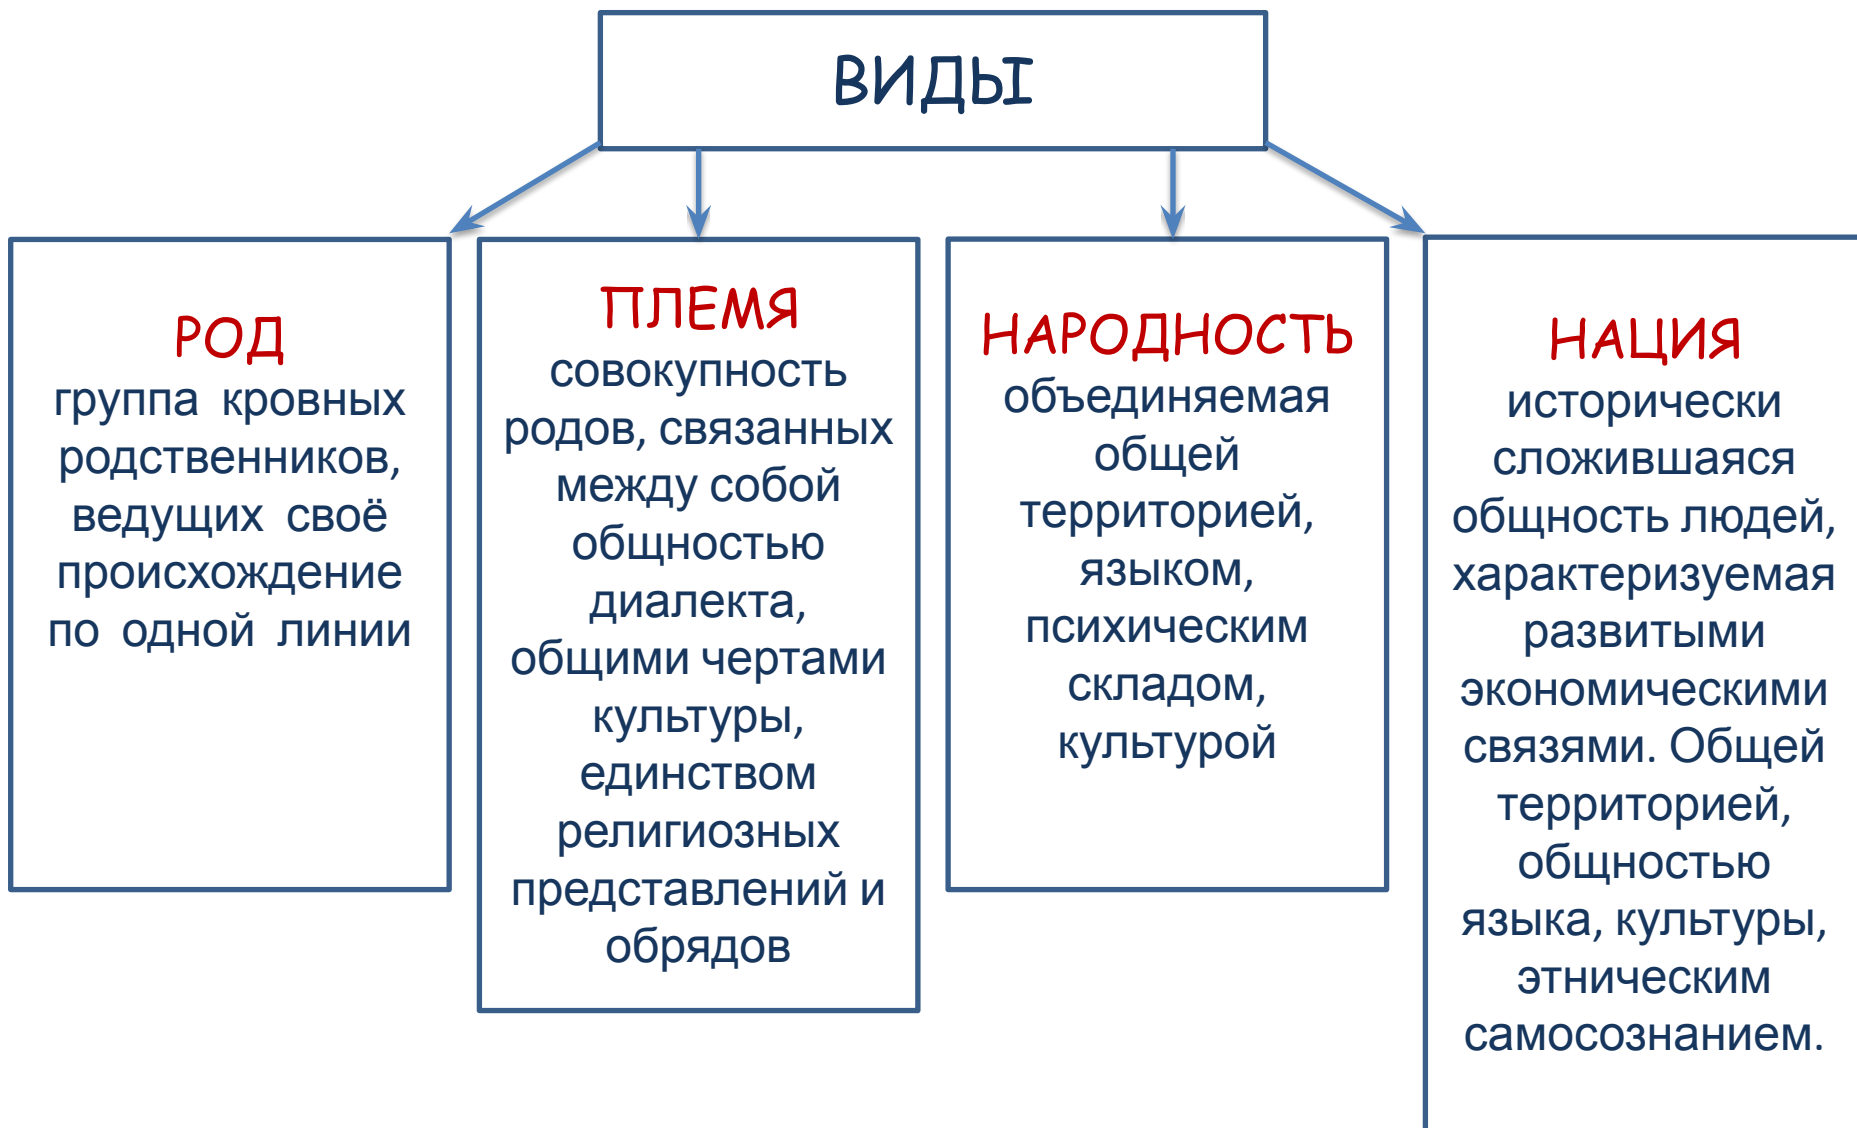 ВИДЫ
РОД
группа кровных
родственников,
ведущих своё
происхождение
по одной линии
ПЛЕМЯ
совокупность
родов, связанных
между собой
общностью
диалекта,
общими чертами
культуры,
единством
религиозных
представлений и
обрядов
НАРОДНОСТЬ
объединяемая
общей
территорией,
языком,
психическим
складом,
культурой
НАЦИЯ
исторически
сложившаяся
общность людей,
характеризуемая
развитыми
экономическими
связями. Общей
территорией,
общностью
языка, культуры,
этническим
самосознанием.